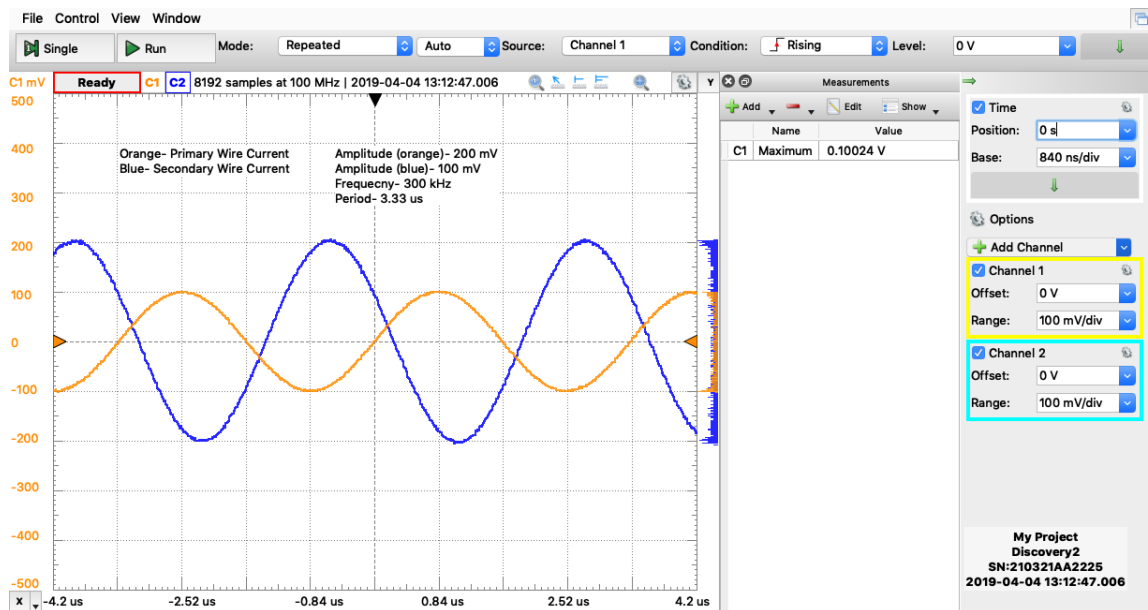 File Control View Window
Single Run Mode: Repeated Auto Source: Channel 1 Condition: Rising Level: 0 V
C1 mV Ready C1 C2 8192 samples at 100 MHz | 2019-04-04 13:12:47.006 Y
500
400
300
200
100
0
-100
-200
-300
-400
-500
Orange- Primary Wire Current
Blue- Secondary Wire Current
Amplitude (orange)- 200 mV
Amplitude (blue)- 100 mV
Frequecny- 300 kHz
Period- 3.33 us
X -4.2 us -2.52 us -0.84 us 0.84 us 2.52 us 4.2 us
Measurements
Add Edit Show
Name Value
C1 Maximum 0.10024 V
Time
Position: 0 s
Base: 840 ns/div
Options
Add Channel
Channel 1
Offset: 0 V
Range: 100 mV/div
Channel 2
Offset: 0 V
Range: 100 mV/div
My Project
Discovery2
SN:210321AA2225
2019-04-04 13:12:47.006